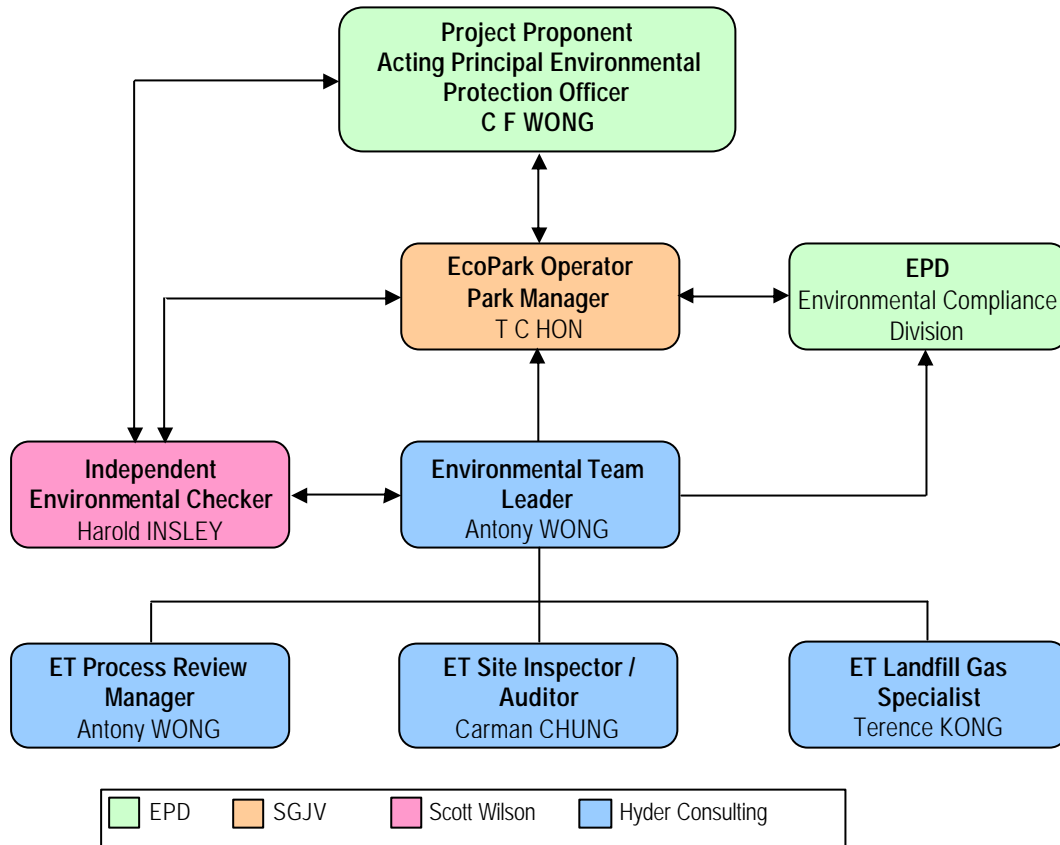 Project Proponent
Acting Principal Environmental
Protection Officer
C F WONG
EcoPark Operator
Park Manager
T C HON
EPD
Environmental Compliance
Division
Independent
Environmental Checker
Harold INSLEY
Environmental Team
Leader
Antony WONG
ET Process Review
Manager
Antony WONG
ET Site Inspector /
Auditor
Carman CHUNG
ET Landfill Gas
Specialist
Terence KONG
EPD
SGJV
Scott Wilson
Hyder Consulting